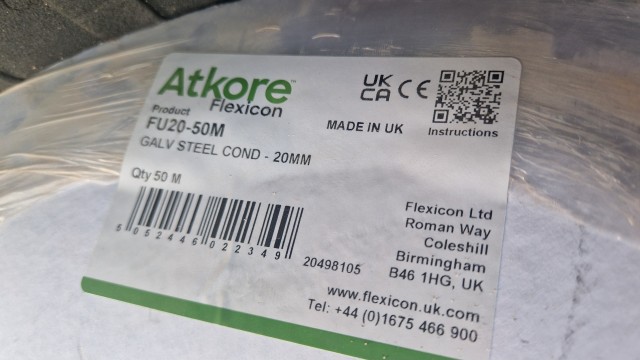 Atkore™
Flexicon
Product
FU20-50M
GALV STEEL COND - 20MM
Qty 50 M
UK
CA CE
MADE IN UK
Instructions
5 052446 022349
20498105
Flexicon Ltd
Roman Way
Coleshill
Birmingham
B46 1HG, UK
www.flexicon.uk.com
Tel: +44 (0)1675 466 900